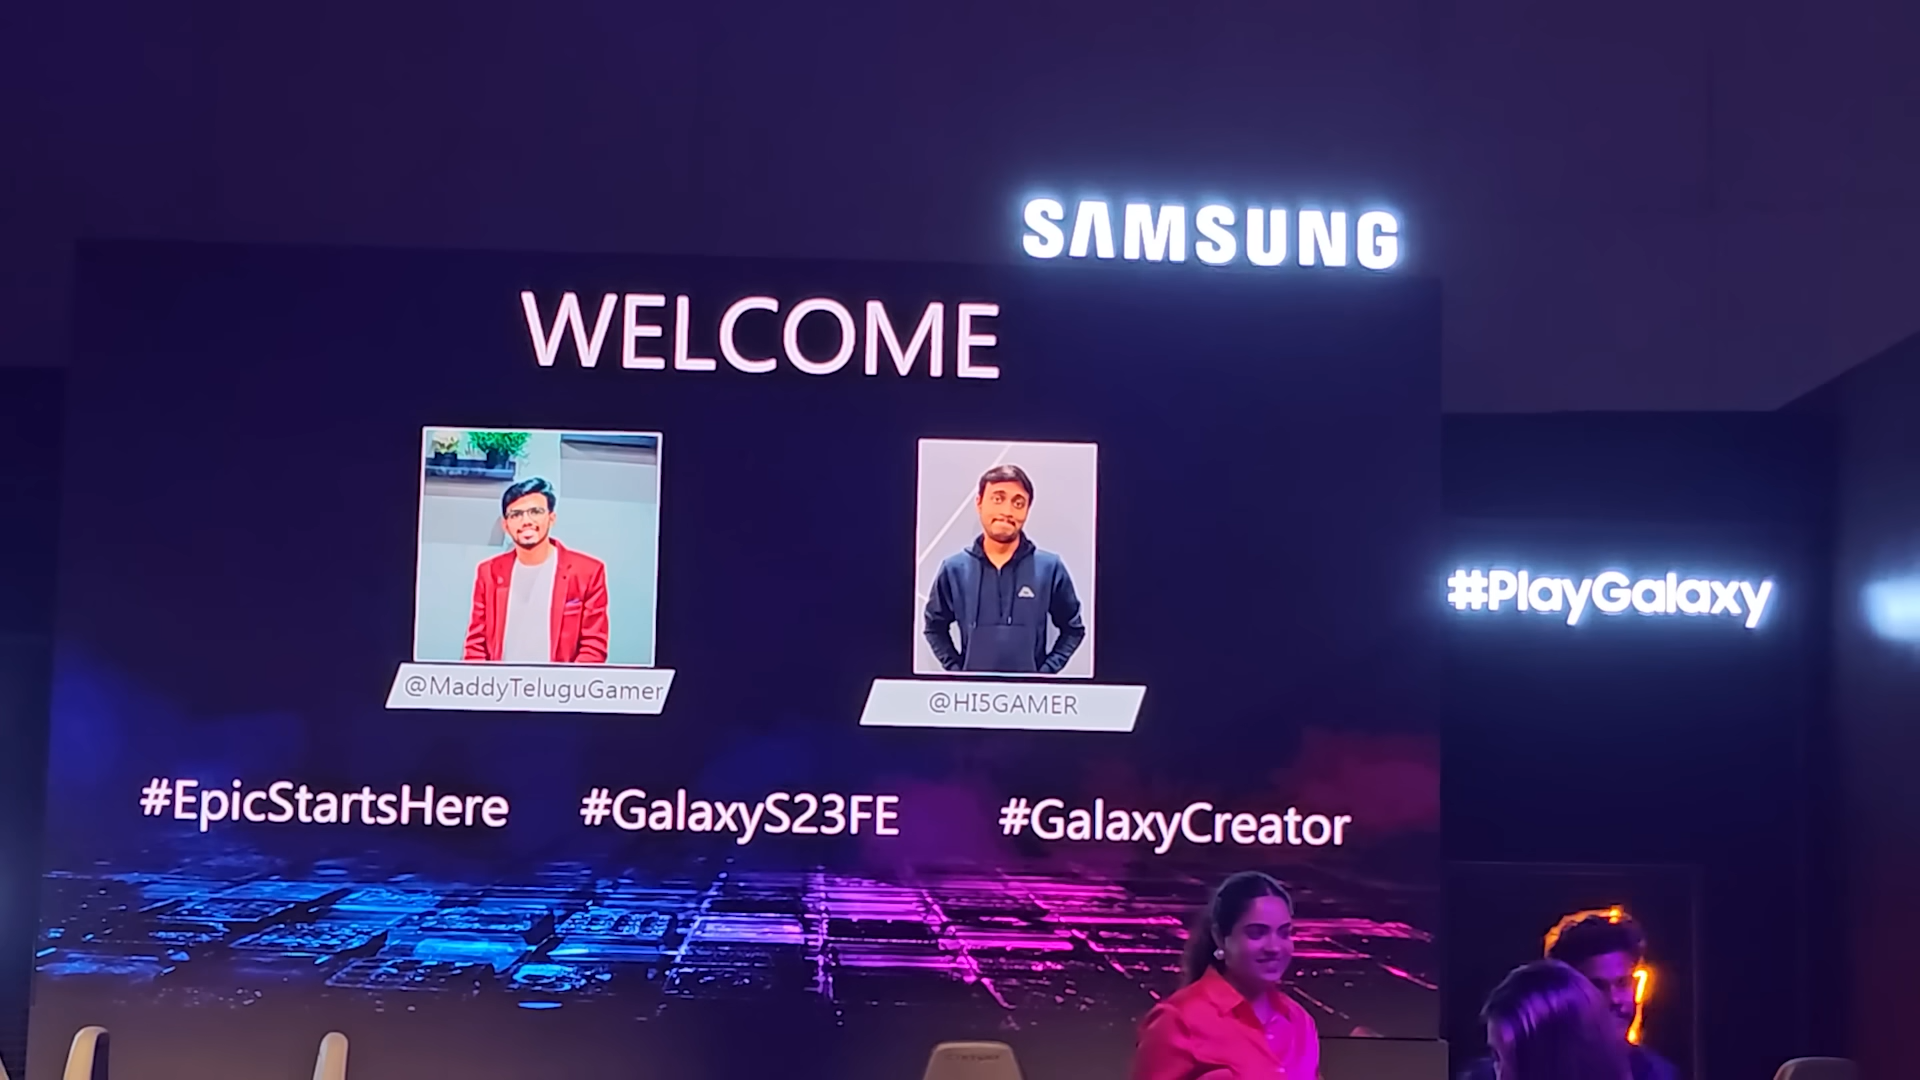 SAMSUNG
WELCOME
@MaddyTeluguGamer
@HI5GAMER
#PlayGalaxy
#EpicStartsHere #GalaxyS23FE #GalaxyCreator